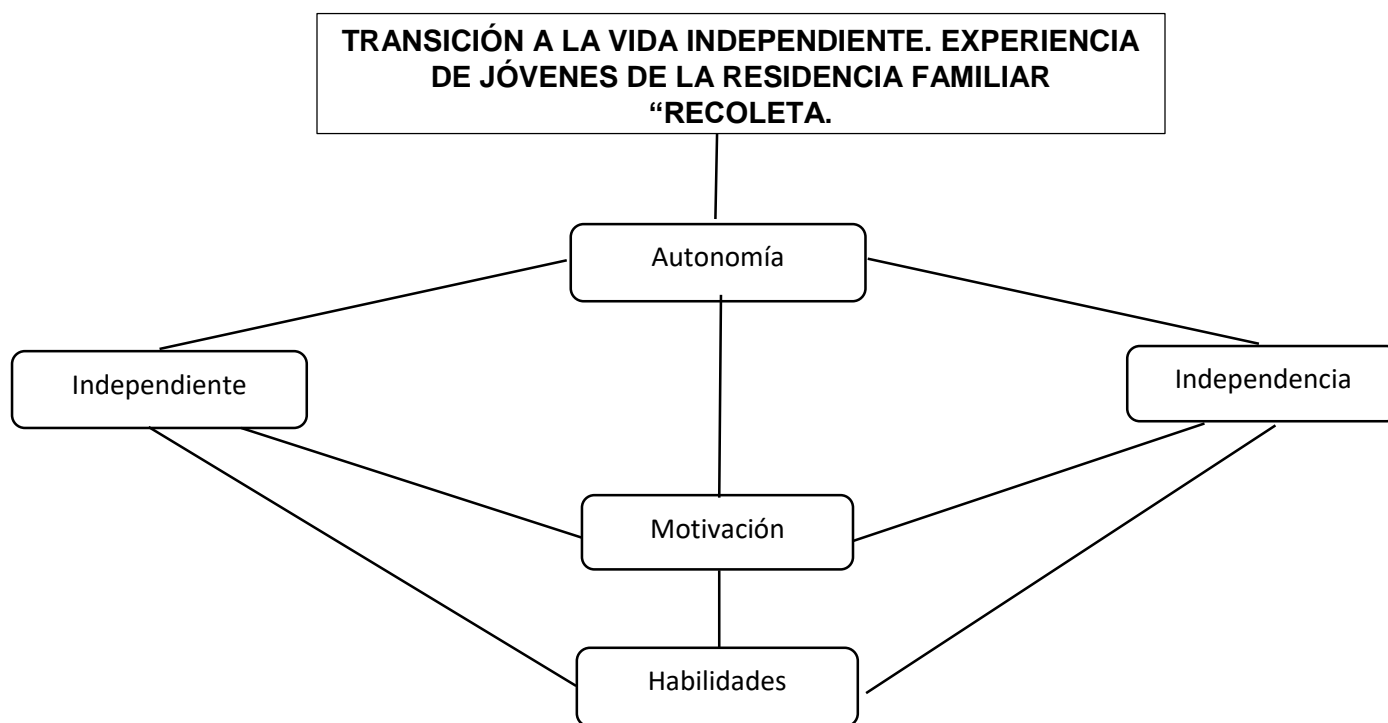 TRANSICIÓN A LA VIDA INDEPENDIENTE. EXPERIENCIA
DE JÓVENES DE LA RESIDENCIA FAMILIAR
“RECOLETA.
Autonomía
Independiente
Independencia
Motivación
Habilidades